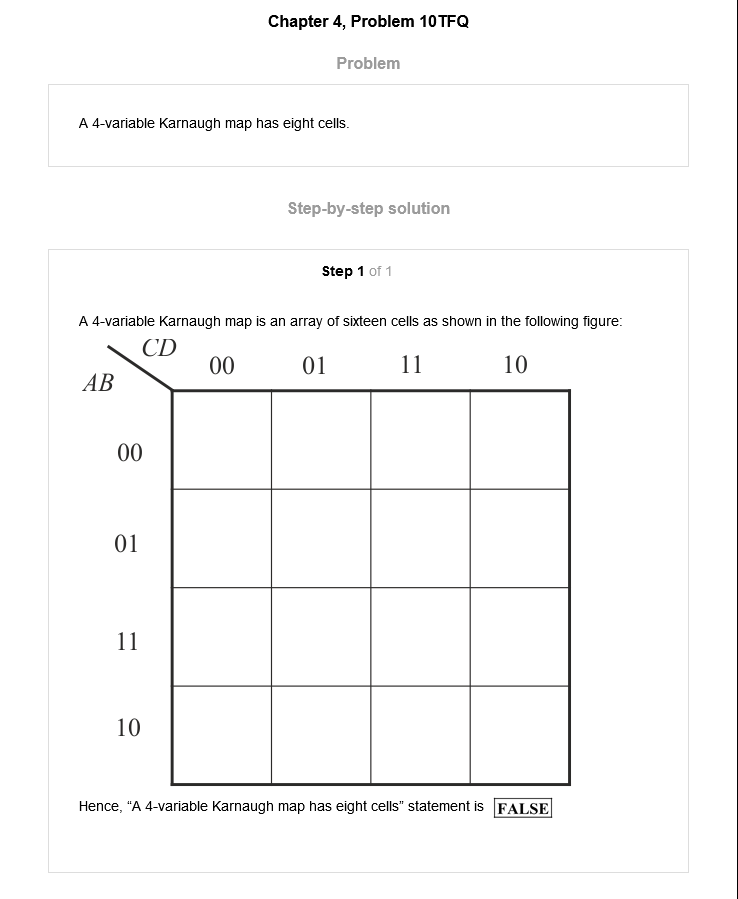 Chapter 4, Problem 10TFQ
Problem
A 4-variable Karnaugh map has eight cells.
Step-by-step solution
Step 1 of 1
A 4-variable Karnaugh map is an array of sixteen cells as shown in the following figure:
CD
AB
00 01 11 10
00
01
11
10
Hence, “A 4-variable Karnaugh map has eight cells” statement is FALSE